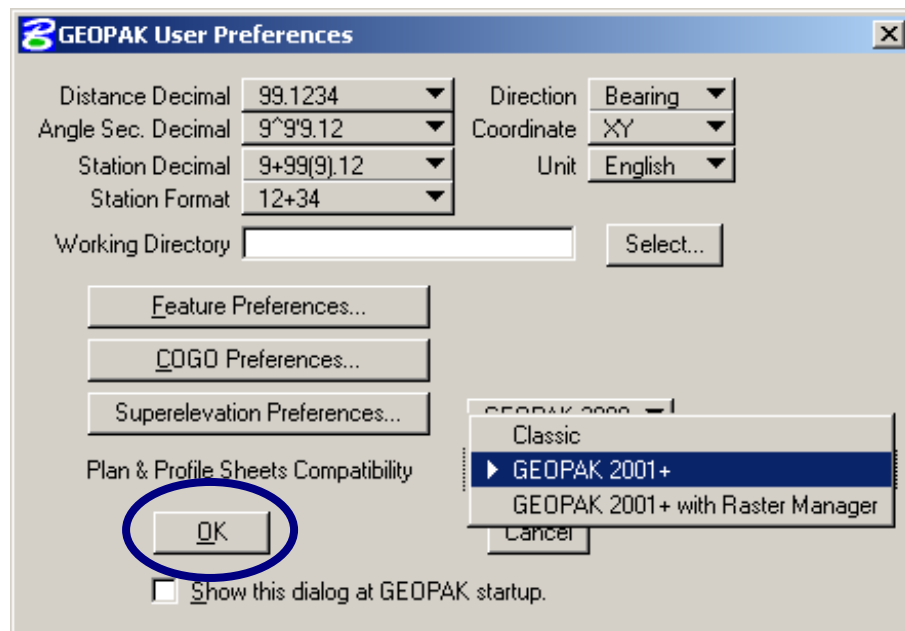 GEOPAK User Preferences
Distance Decimal 99.1234 Direction Bearing
Angle Sec. Decimal 9^9'9.12 Coordinate XY
Station Decimal 9+99(9).12 Unit English
Station Format 12+34
Working Directory Select...
Feature Preferences...
COGO Preferences...
Superelevation Preferences... GEOPAK
Classic
Plan & Profile Sheets Compatibility GEOPAK 2001+
GEOPAK 2001+ with Raster Manager
OK Cancel
Show this dialog at GEOPAK startup.